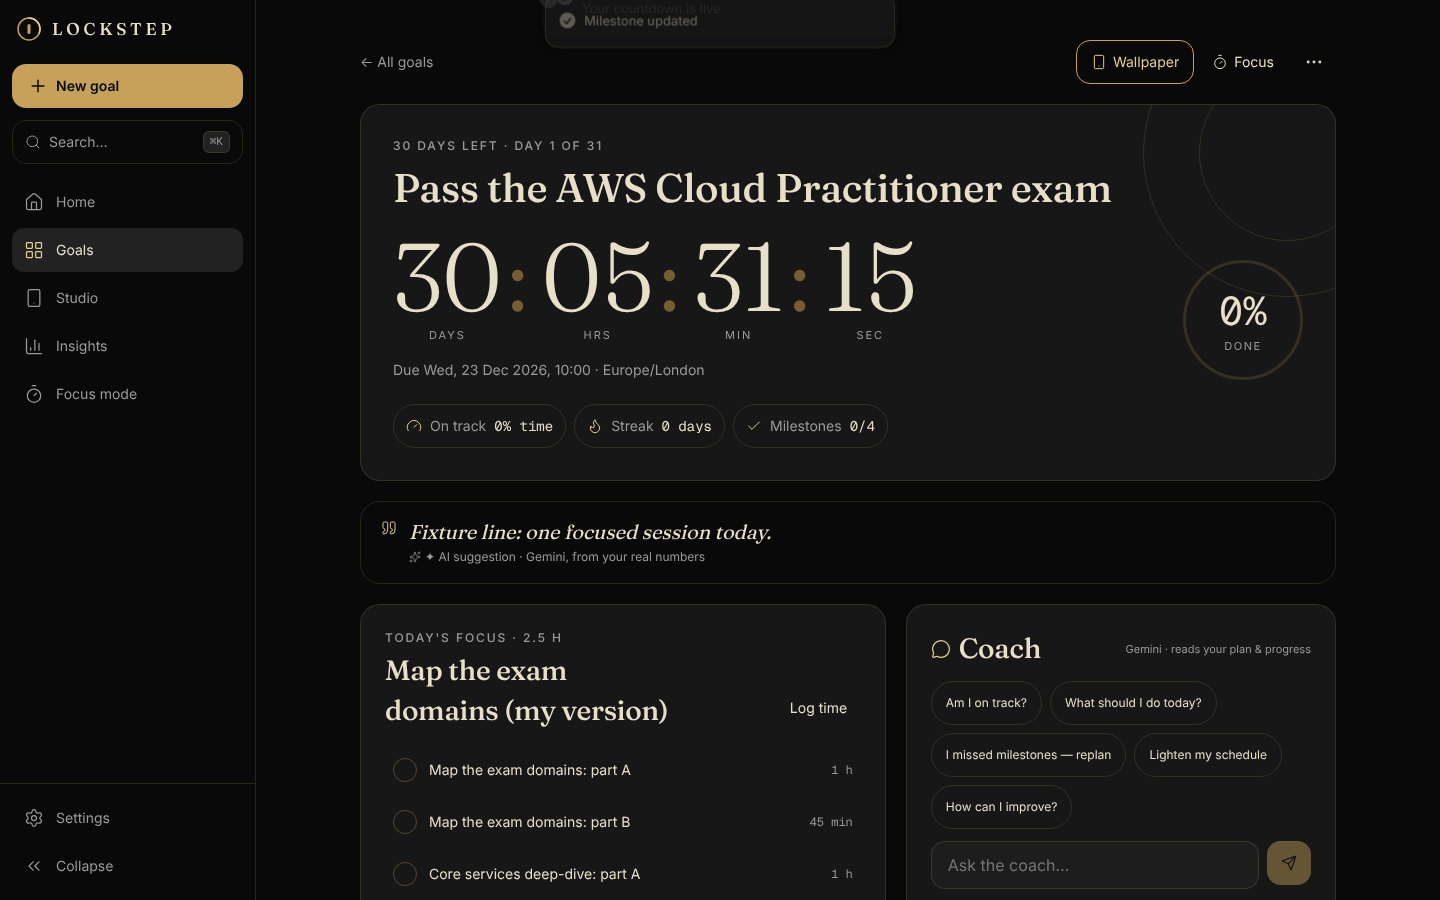 LOCKSTEP
New goal
Search...
⌘K
Home
Goals
Studio
Insights
Focus mode
Settings
Collapse
Your countdown is live.
Milestone updated
← All goals
Wallpaper
Focus
30 DAYS LEFT · DAY 1 OF 31
Pass the AWS Cloud Practitioner exam
30:05:31:15
DAYS HRS MIN SEC
Due Wed, 23 Dec 2026, 10:00 · Europe/London
0%
DONE
On track 0% time
Streak 0 days
Milestones 0/4
Fixture line: one focused session today.
✦ AI suggestion · Gemini, from your real numbers
TODAY'S FOCUS · 2.5 H
Map the exam
domains (my version)
Log time
Map the exam domains: part A 1 h
Map the exam domains: part B 45 min
Core services deep-dive: part A 1 h
Coach
Gemini · reads your plan & progress
Am I on track?
What should I do today?
I missed milestones — replan
Lighten my schedule
How can I improve?
Ask the coach...